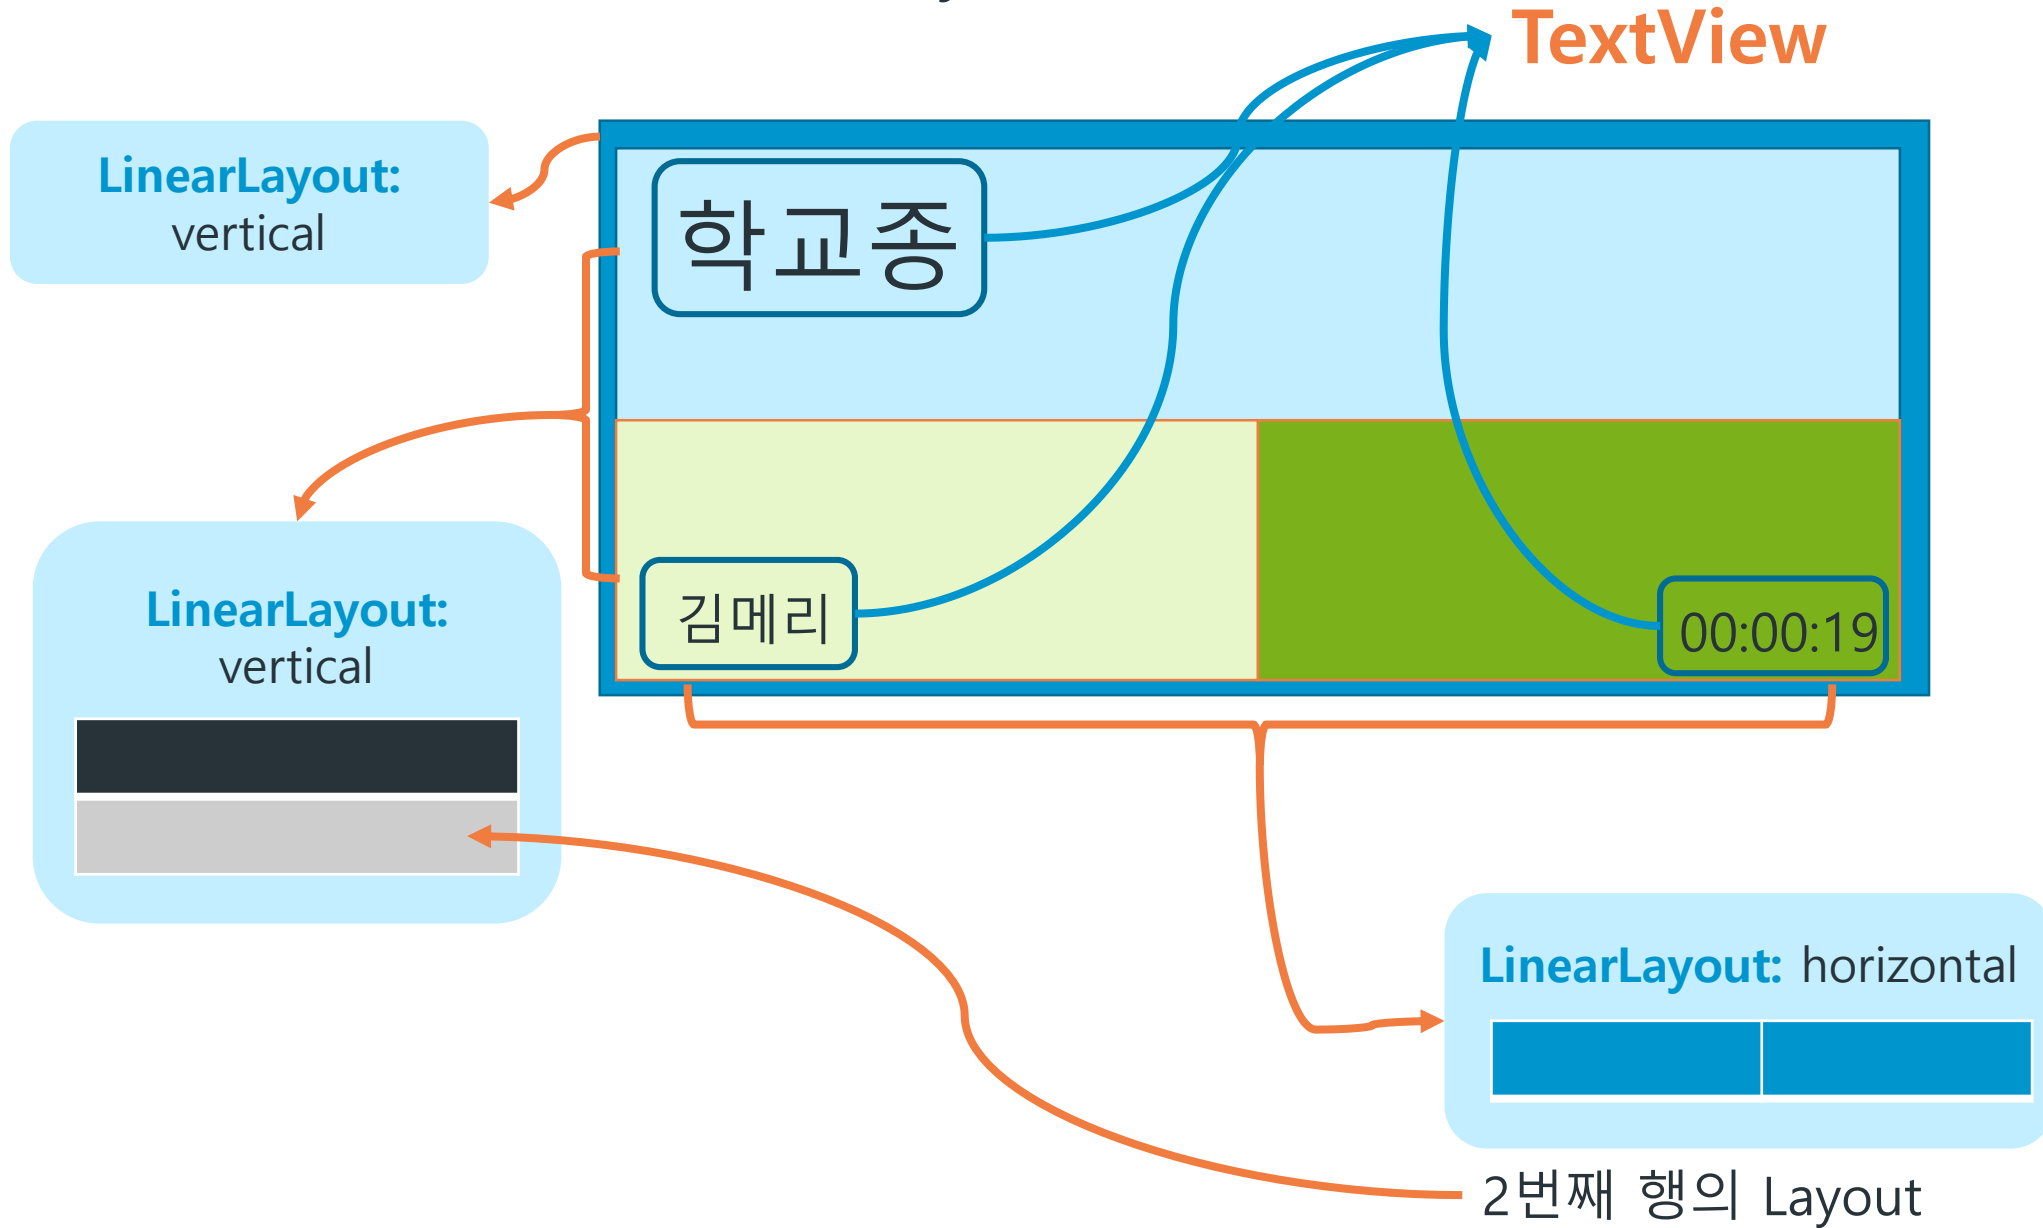 TextView
LinearLayout:
vertical
학교종
LinearLayout:
vertical
김메리
00:00:19
LinearLayout: horizontal
2번째 행의 Layout